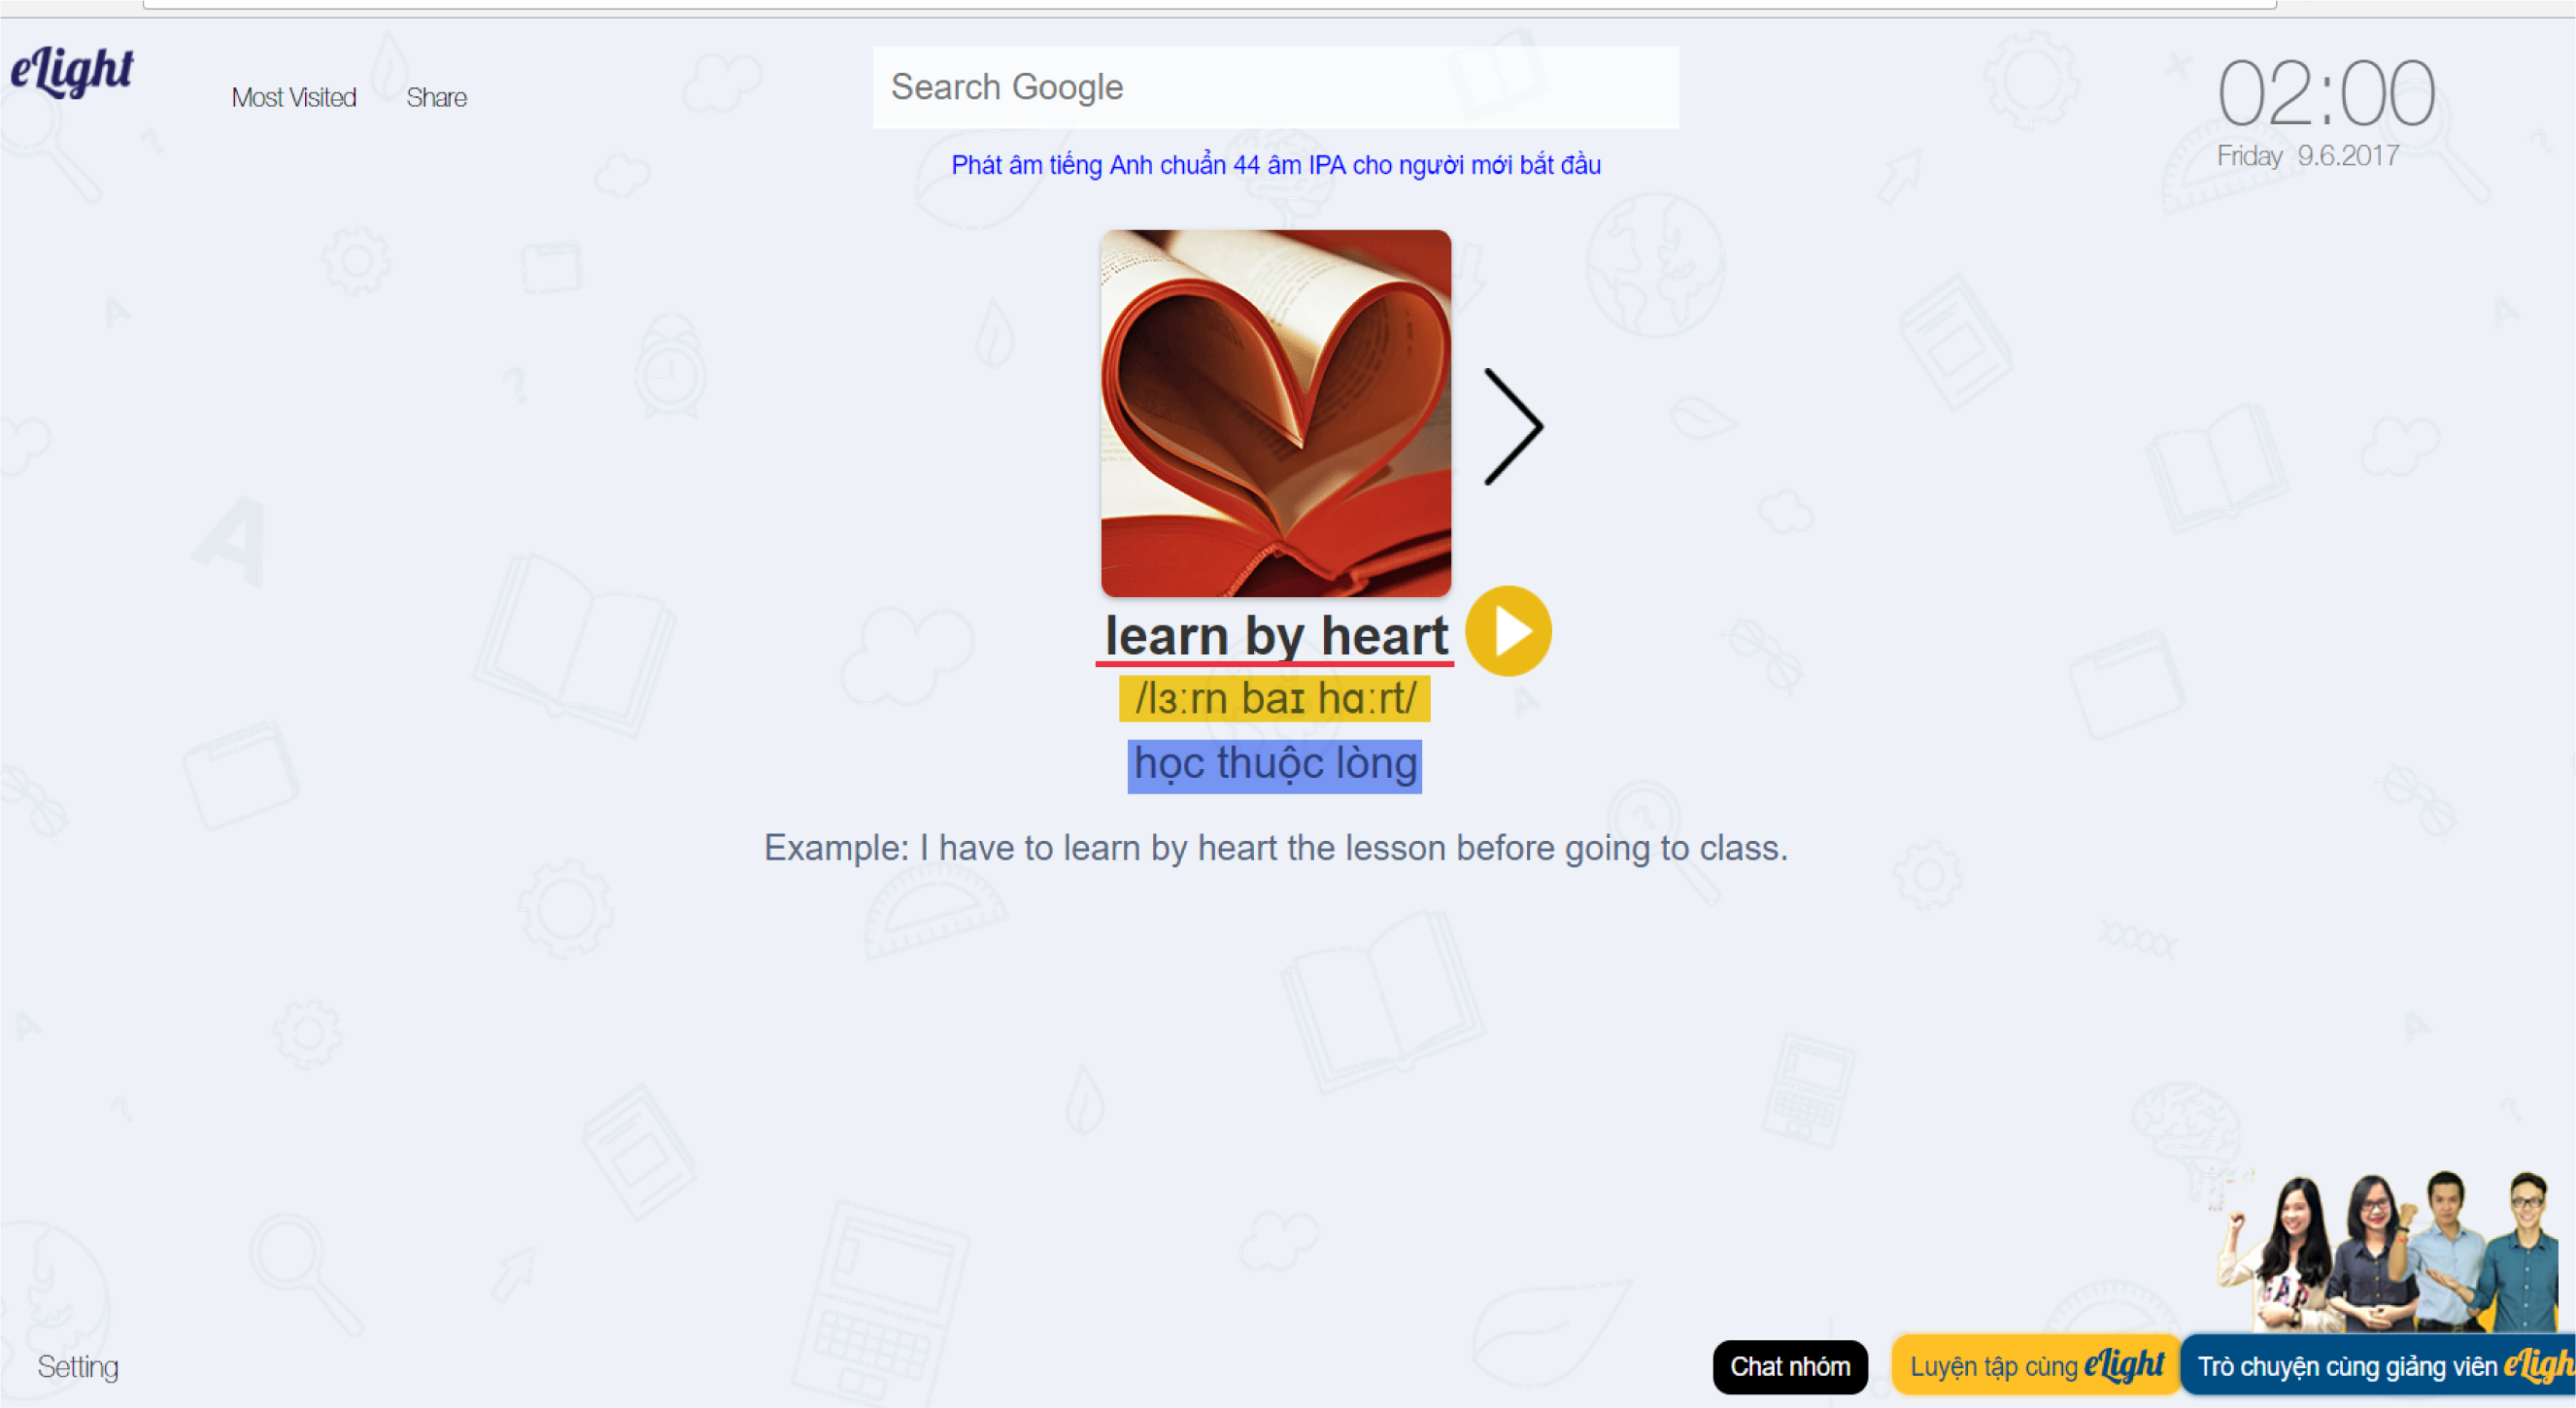 eLight
Most Visited Share
Search Google
02:00
Friday 9.6.2017
Phát âm tiếng Anh chuẩn 44 âm IPA cho người mới bắt đầu
learn by heart
/lɜːrn baɪ hɑːrt/
học thuộc lòng
Example: I have to learn by heart the lesson before going to class.
Setting
Chat nhóm
Luyện tập cùng eLight
Trò chuyện cùng giảng viên eLigh